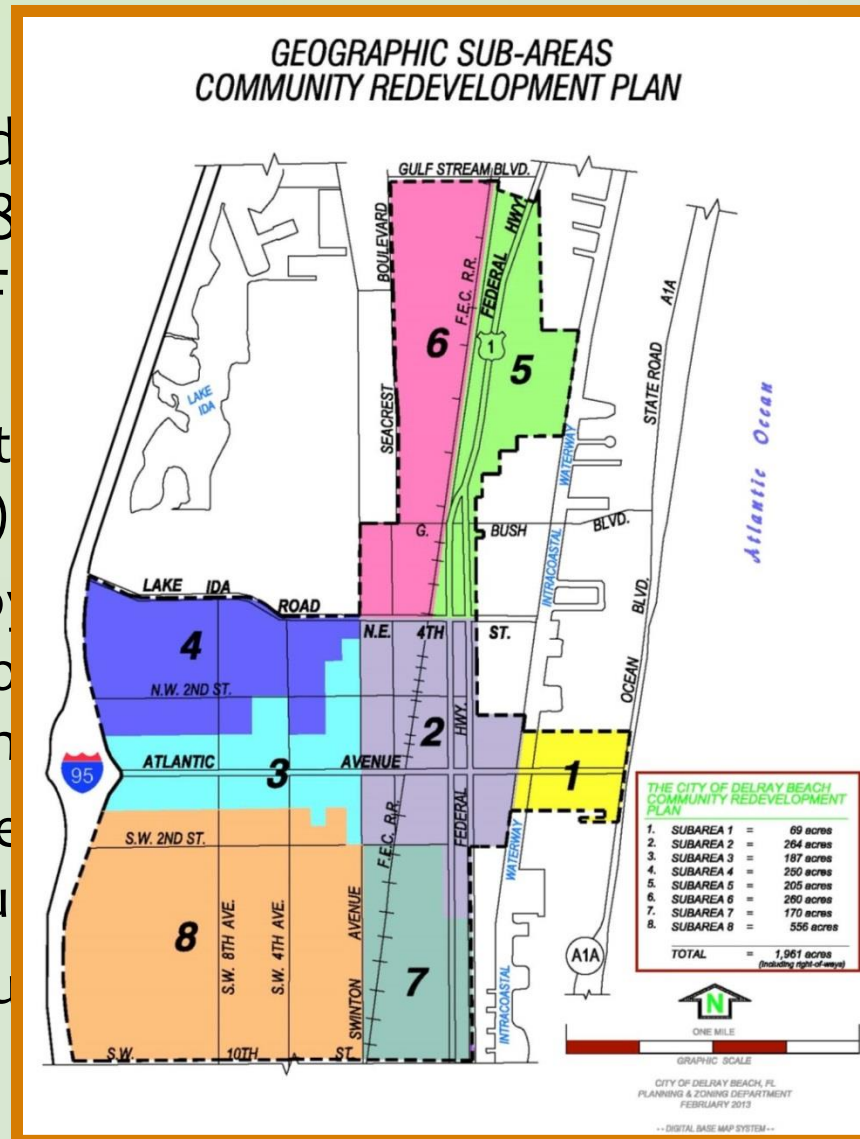 GEOGRAPHIC SUB-AREAS
COMMUNITY REDEVELOPMENT PLAN
GULF STREAM BLVD.
BOULEVARD
SEACREST
F.E.C. R.R.
FEDERAL HWY.
1
6
5
LAKE IDA
WATERWAY
INTRACOASTAL
STATE ROAD A1A
Atlantic Ocean
G. BUSH BLVD.
OCEAN BLVD.
LAKE IDA ROAD
N.E. 4TH ST.
4
N.W. 2ND ST.
2
HWY.
FEDERAL
95
ATLANTIC AVENUE
3
1
F.E.C. R.R.
S.W. 2ND ST.
WATERWAY
INTRACOASTAL
8
S.W. 8TH AVE.
S.W. 4TH AVE.
SWINTON AVENUE
7
S.W. 10TH ST.
A1A
THE CITY OF DELRAY BEACH
COMMUNITY REDEVELOPMENT
PLAN
1. SUBAREA 1 = 69 acres
2. SUBAREA 2 = 264 acres
3. SUBAREA 3 = 187 acres
4. SUBAREA 4 = 250 acres
5. SUBAREA 5 = 205 acres
6. SUBAREA 6 = 260 acres
7. SUBAREA 7 = 170 acres
8. SUBAREA 8 = 556 acres
TOTAL = 1,961 acres
(including right-of-ways)
N
ONE MILE
GRAPHIC SCALE
CITY OF DELRAY BEACH, FL
PLANNING & ZONING DEPARTMENT
FEBRUARY 2013
-- DIGITAL BASE MAP SYSTEM --